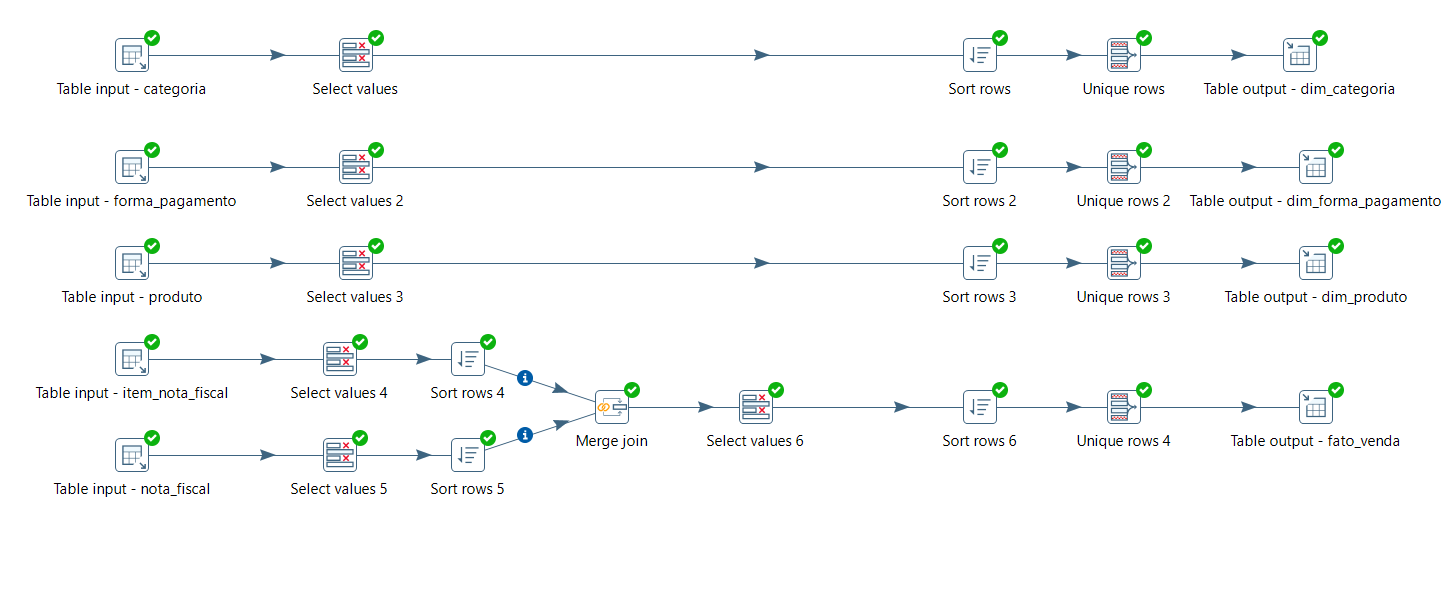 Table input - categoria
Select values
Sort rows
Unique rows
Table output - dim_categoria
Table input - forma_pagamento
Select values 2
Sort rows 2
Unique rows 2
Table output - dim_forma_pagamento
Table input - produto
Select values 3
Sort rows 3
Unique rows 3
Table output - dim_produto
Table input - item_nota_fiscal
Select values 4
Sort rows 4
Merge join
Select values 6
Sort rows 6
Unique rows 4
Table output - fato_venda
Table input - nota_fiscal
Select values 5
Sort rows 5